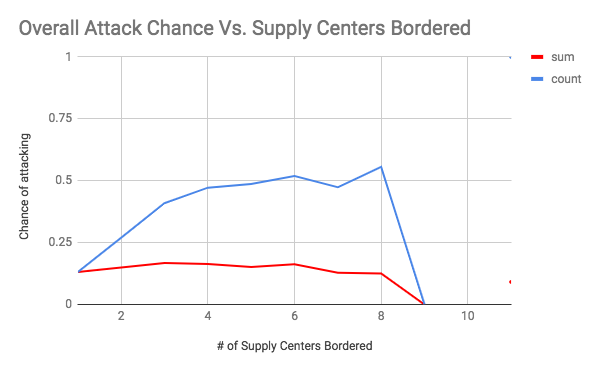 Overall Attack Chance Vs. Supply Centers Bordered
sum
count
Chance of attacking
1
0.75
0.5
0.25
0
2
4
6
8
10
# of Supply Centers Bordered